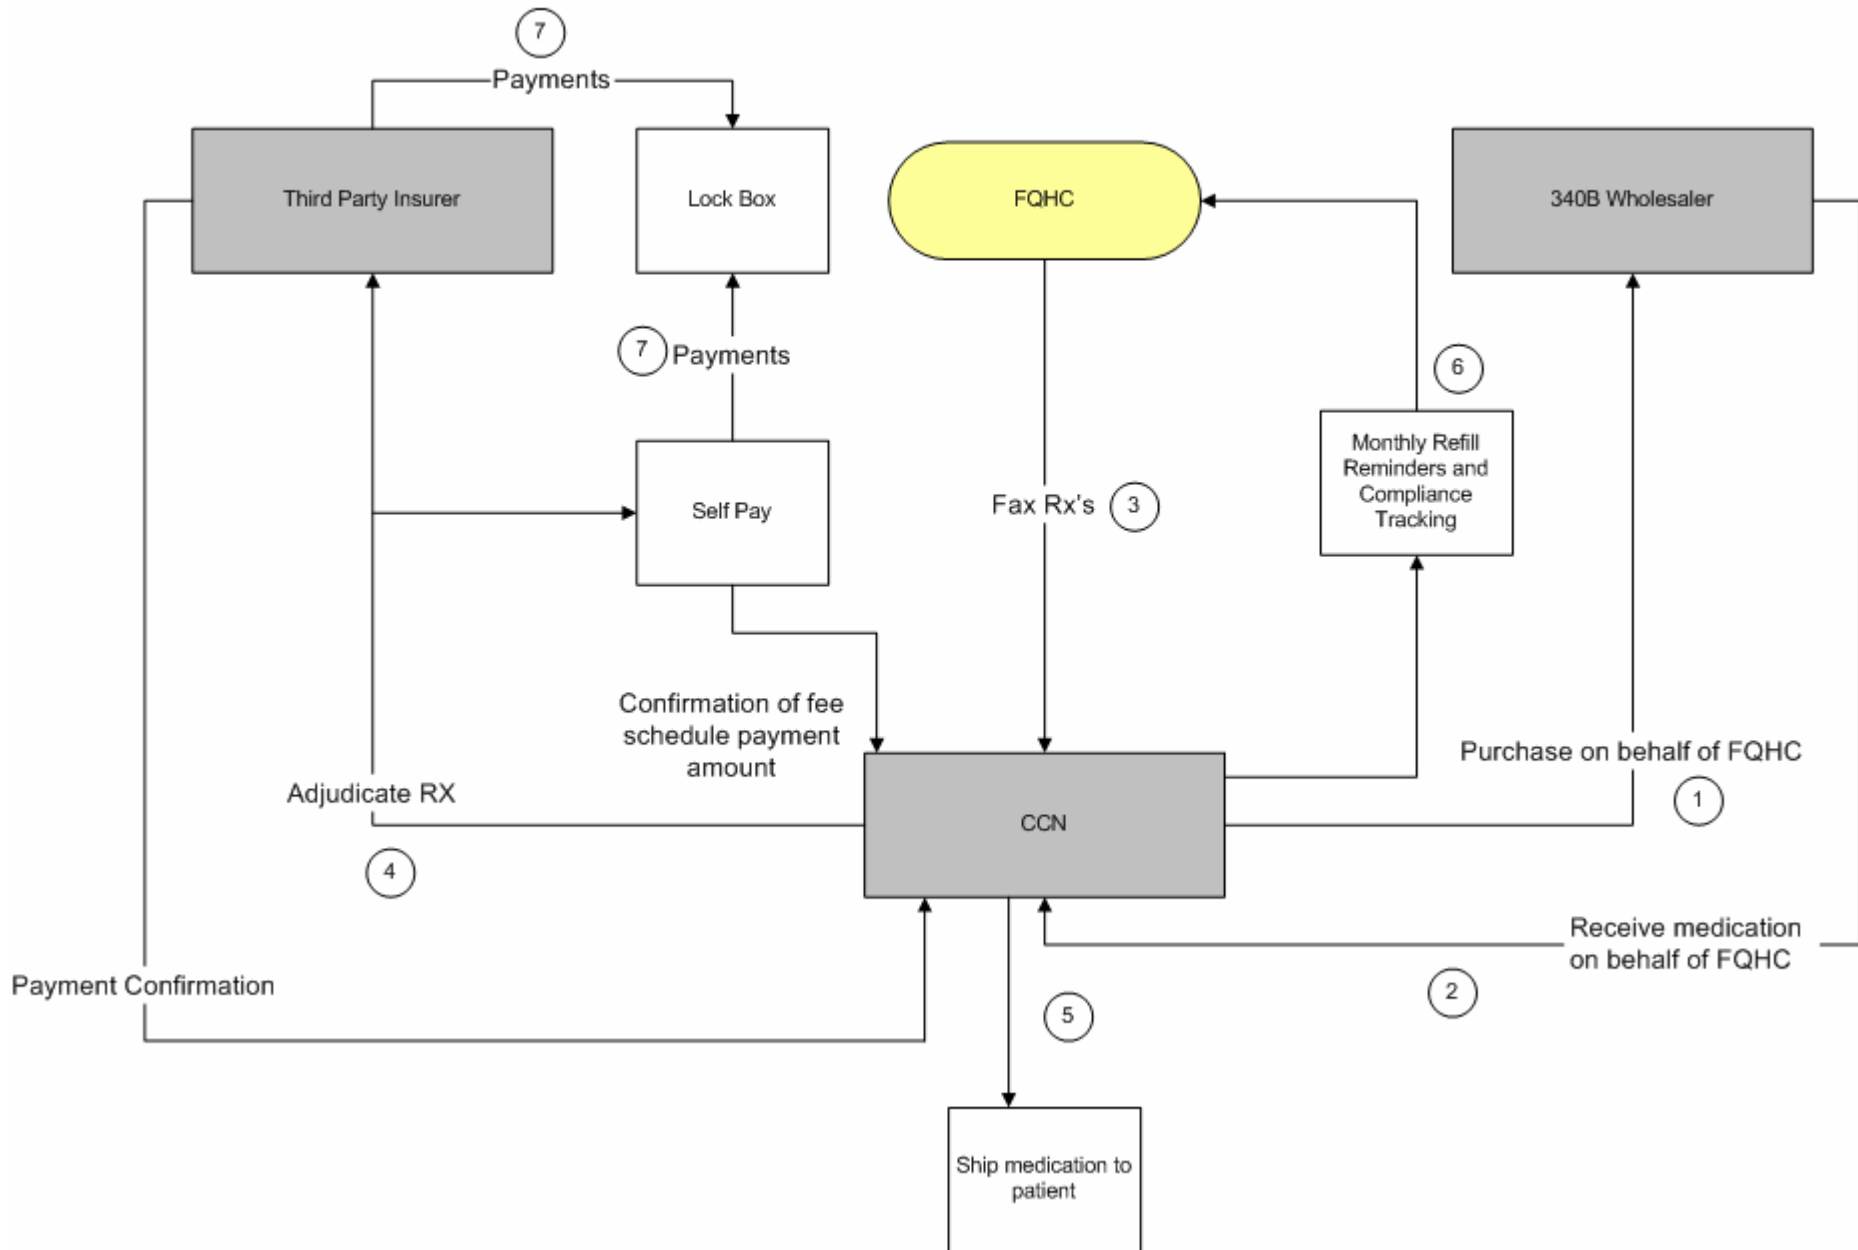 7
Payments
Third Party Insurer
Lock Box
FQHC
340B Wholesaler
7
Payments
6
Monthly Refill
Reminders and
Compliance
Tracking
Self Pay
Fax Rx's
3
Confirmation of fee
schedule payment
amount
Purchase on behalf of FQHC
1
Adjudicate RX
4
CCN
Receive medication
on behalf of FQHC
2
Payment Confirmation
5
Ship medication to
patient